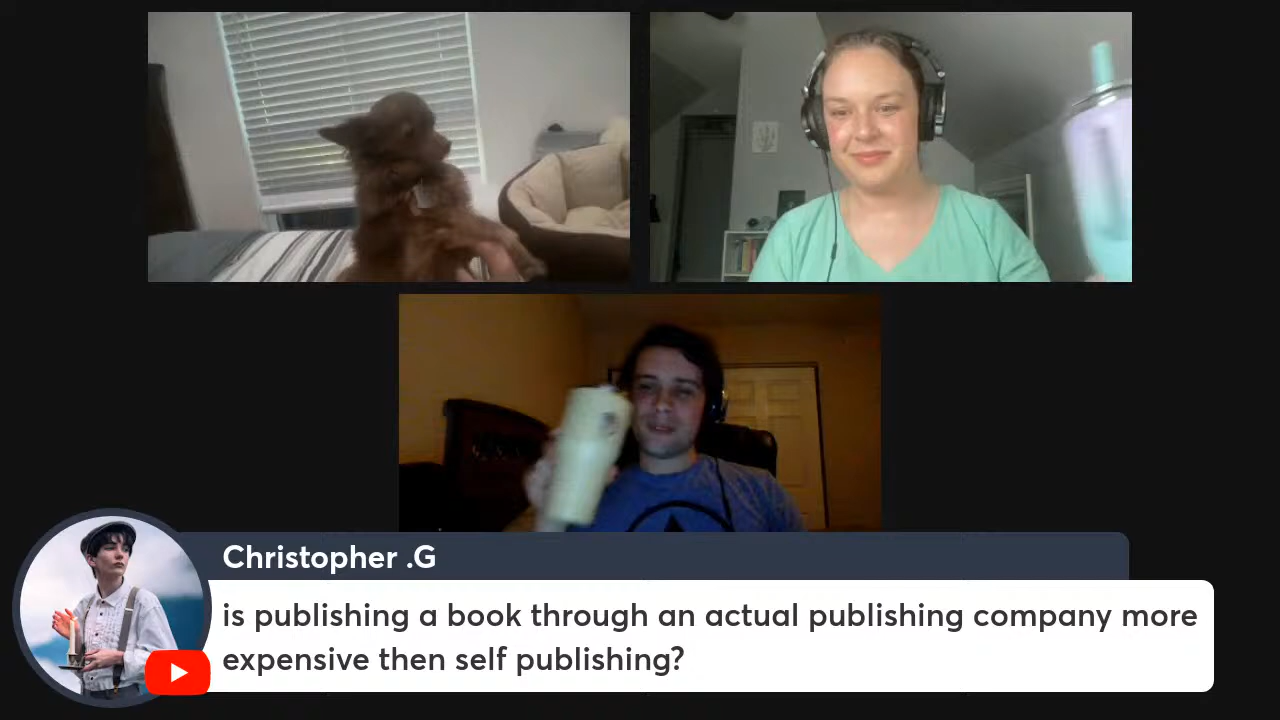 Christopher .G
is publishing a book through an actual publishing company more
expensive then self publishing?